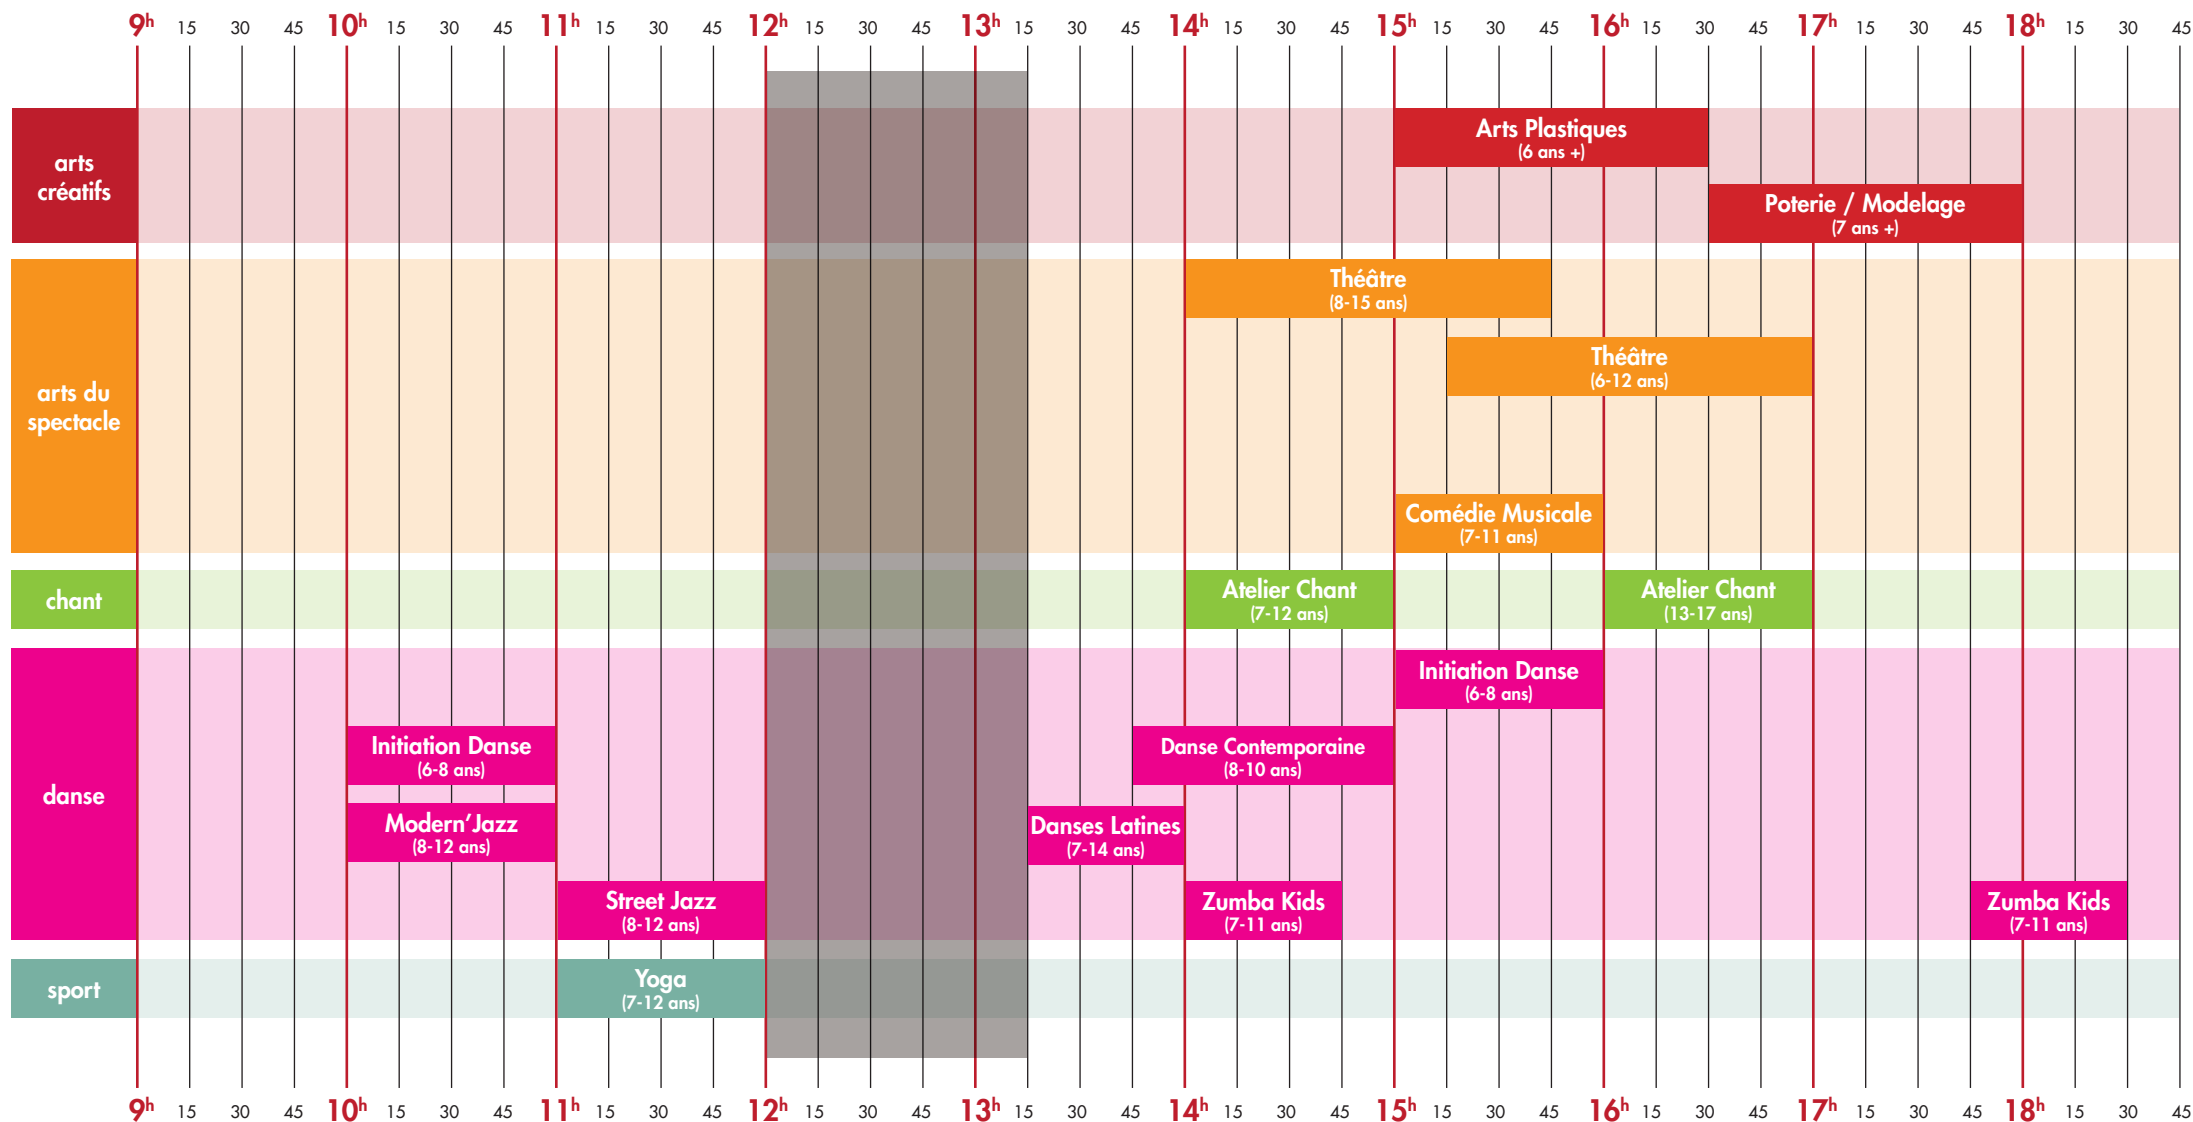 9h 15 30 45 10h 15 30 45 11h 15 30 45 12h 15 30 45 13h 15 30 45 14h 15 30 45 15h 15 30 45 16h 15 30 45 17h 15 30 45 18h 15 30 45
arts
créatifs
Arts Plastiques
(6 ans +)
Poterie / Modelage
(7 ans +)
arts du
spectacle
Théâtre
(8-15 ans)
Théâtre
(6-12 ans)
Comédie Musicale
(7-11 ans)
chant
Atelier Chant
(7-12 ans)
Atelier Chant
(13-17 ans)
danse
Initiation Danse
(6-8 ans)
Initiation Danse
(6-8 ans)
Danse Contemporaine
(8-10 ans)
Modern'Jazz
(8-12 ans)
Danses Latines
(7-14 ans)
Street Jazz
(8-12 ans)
Zumba Kids
(7-11 ans)
Zumba Kids
(7-11 ans)
sport
Yoga
(7-12 ans)
9h 15 30 45 10h 15 30 45 11h 15 30 45 12h 15 30 45 13h 15 30 45 14h 15 30 45 15h 15 30 45 16h 15 30 45 17h 15 30 45 18h 15 30 45